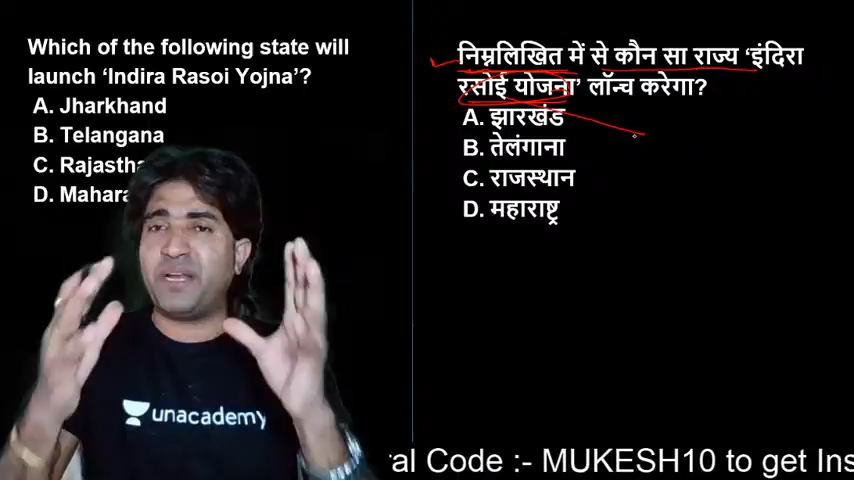 Which of the following state will
launch ‘Indira Rasoi Yojna’?
A. Jharkhand
B. Telangana
C. Rajastha
D. Mahara
निम्नलिखित में से कौन सा राज्य ‘इंदिरा
रसोई योजना’ लॉन्च करेगा?
A. झारखंड
B. तेलंगाना
C. राजस्थान
D. महाराष्ट्र
unacademy
al Code :- MUKESH10 to get Ins